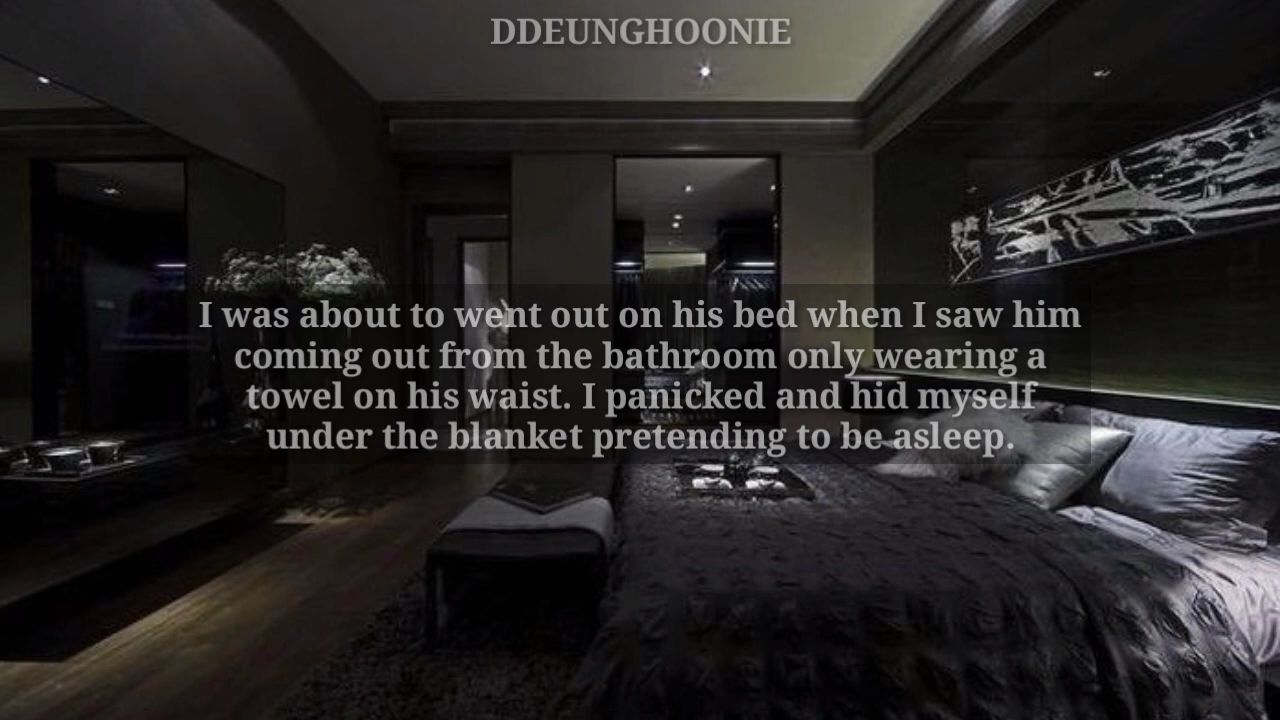 DDEUNGHOONIE
I was about to went out on his bed when I saw him
coming out from the bathroom only wearing a
towel on his waist. I panicked and hid myself
under the blanket pretending to be asleep.